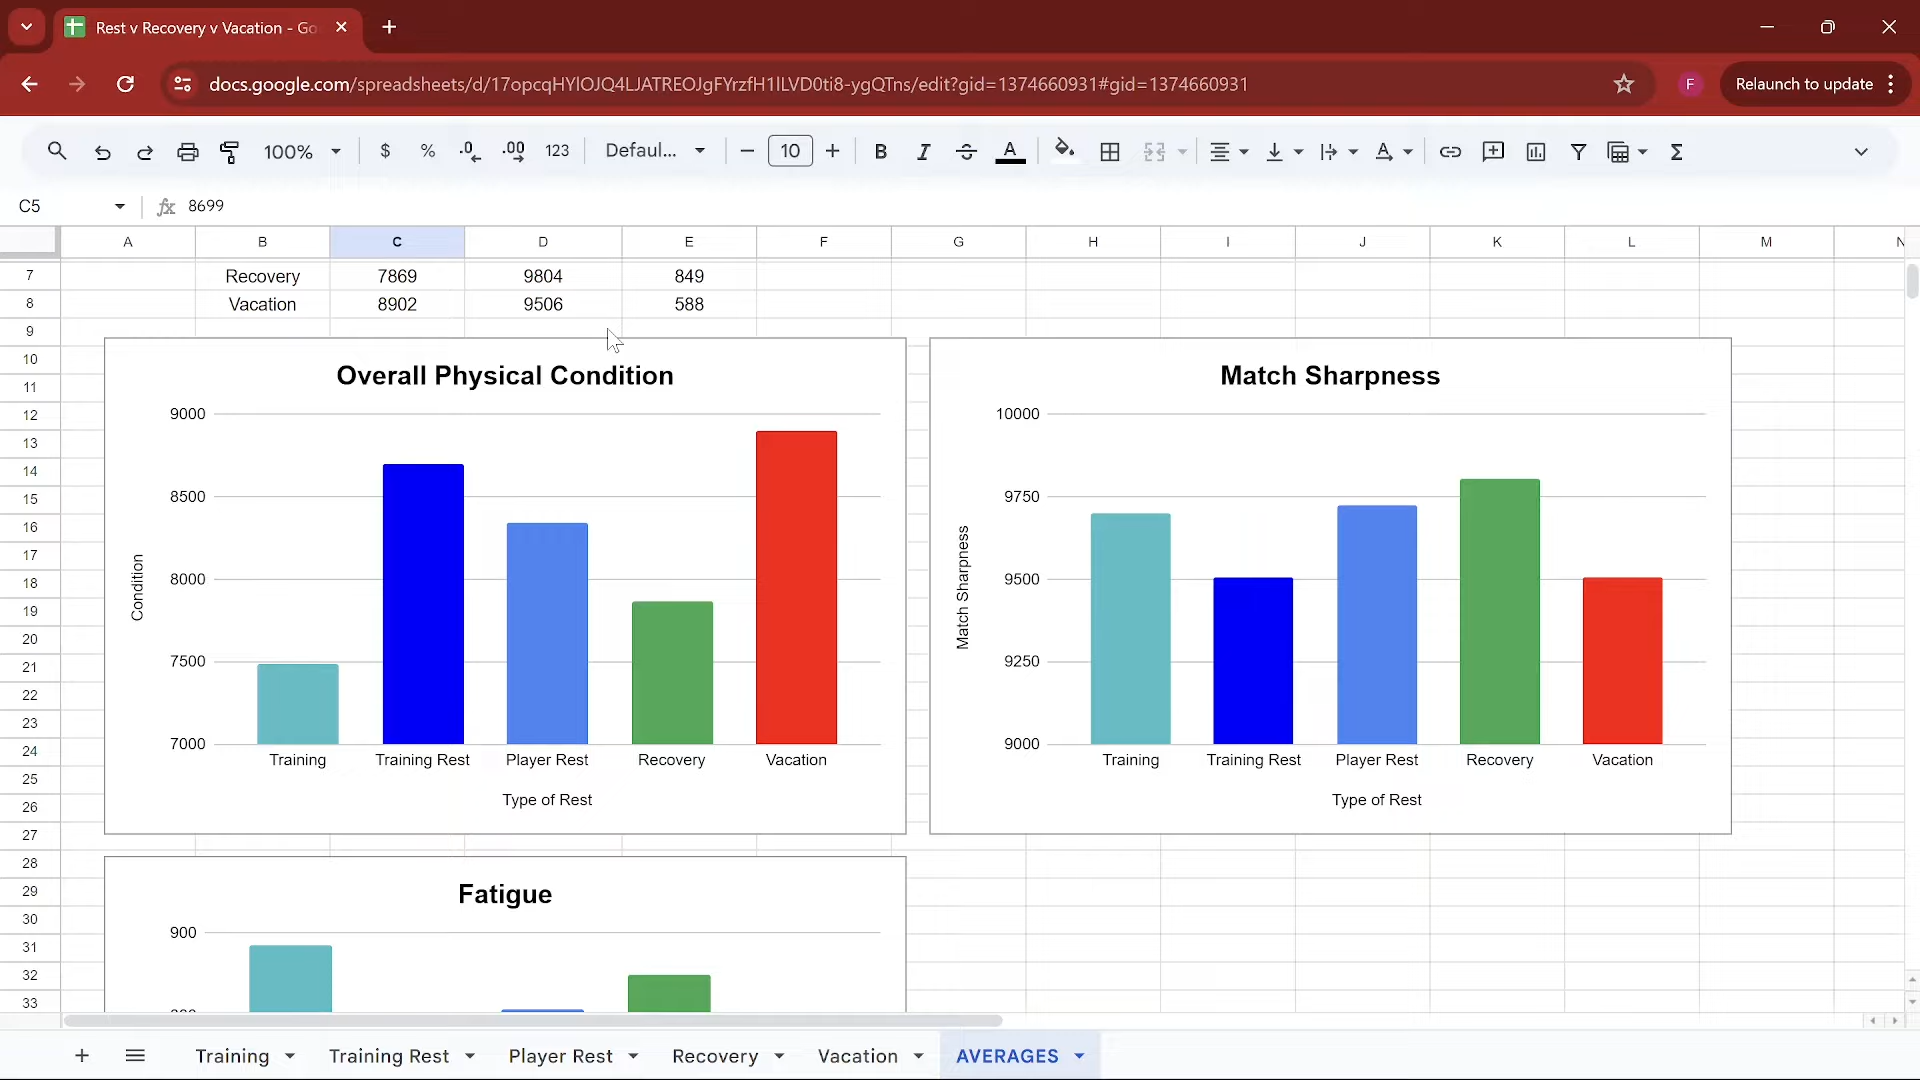 Rest v Recovery v Vacation - Go
docs.google.com/spreadsheets/d/17opcqHYlOJQ4LJATREOJgFYrzfH1lLVD0ti8-ygQTns/edit?gid=1374660931#gid=1374660931
F
Relaunch to update
100%
$
%
.0
.00
123
Defaul...
10
B
I
A
C5
fx
8699
A B C D E F G H I J K L M N
7 Recovery 7869 9804 849
8 Vacation 8902 9506 588
9
10
11
12
13
14
15
16
17
18
19
20
21
22
23
24
25
26
27
28
29
30
31
32
33
Overall Physical Condition
9000
8500
8000
7500
7000
Condition
Training Training Rest Player Rest Recovery Vacation
Type of Rest
Match Sharpness
10000
9750
9500
9250
9000
Match Sharpness
Training Training Rest Player Rest Recovery Vacation
Type of Rest
Fatigue
900
Training Training Rest Player Rest Recovery Vacation AVERAGES